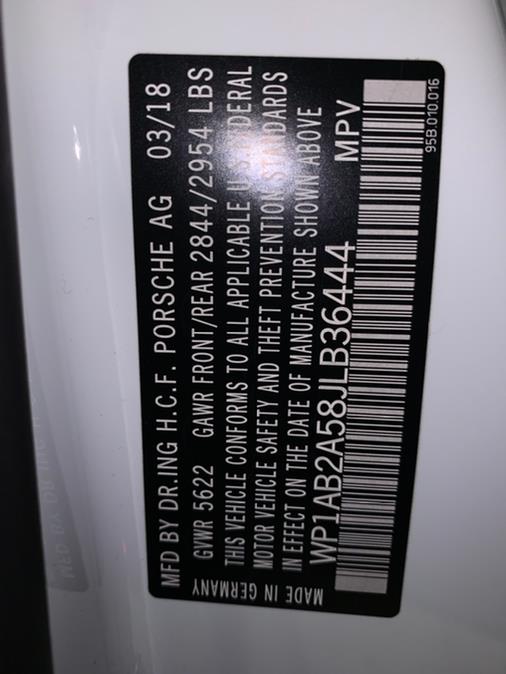 MFD BY DR.ING H.C.F. PORSCHE AG 03/18
GVWR 5622 GAWR FRONT/REAR 2844/2954 LBS
THIS VEHICLE CONFORMS TO ALL APPLICABLE U.S. FEDERAL
MOTOR VEHICLE SAFETY AND THEFT PREVENTION STANDARDS
IN EFFECT ON THE DATE OF MANUFACTURE SHOWN ABOVE
WP1AB2A58JLB36444 MPV
MADE IN GERMANY 95B.010.016